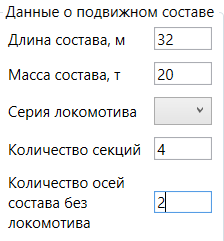 Данные о подвижном составе
Длина состава, м 32
Масса состава, т 20
Серия локомотива
Количество секций 4
Количество осей
состава без 2
локомотива